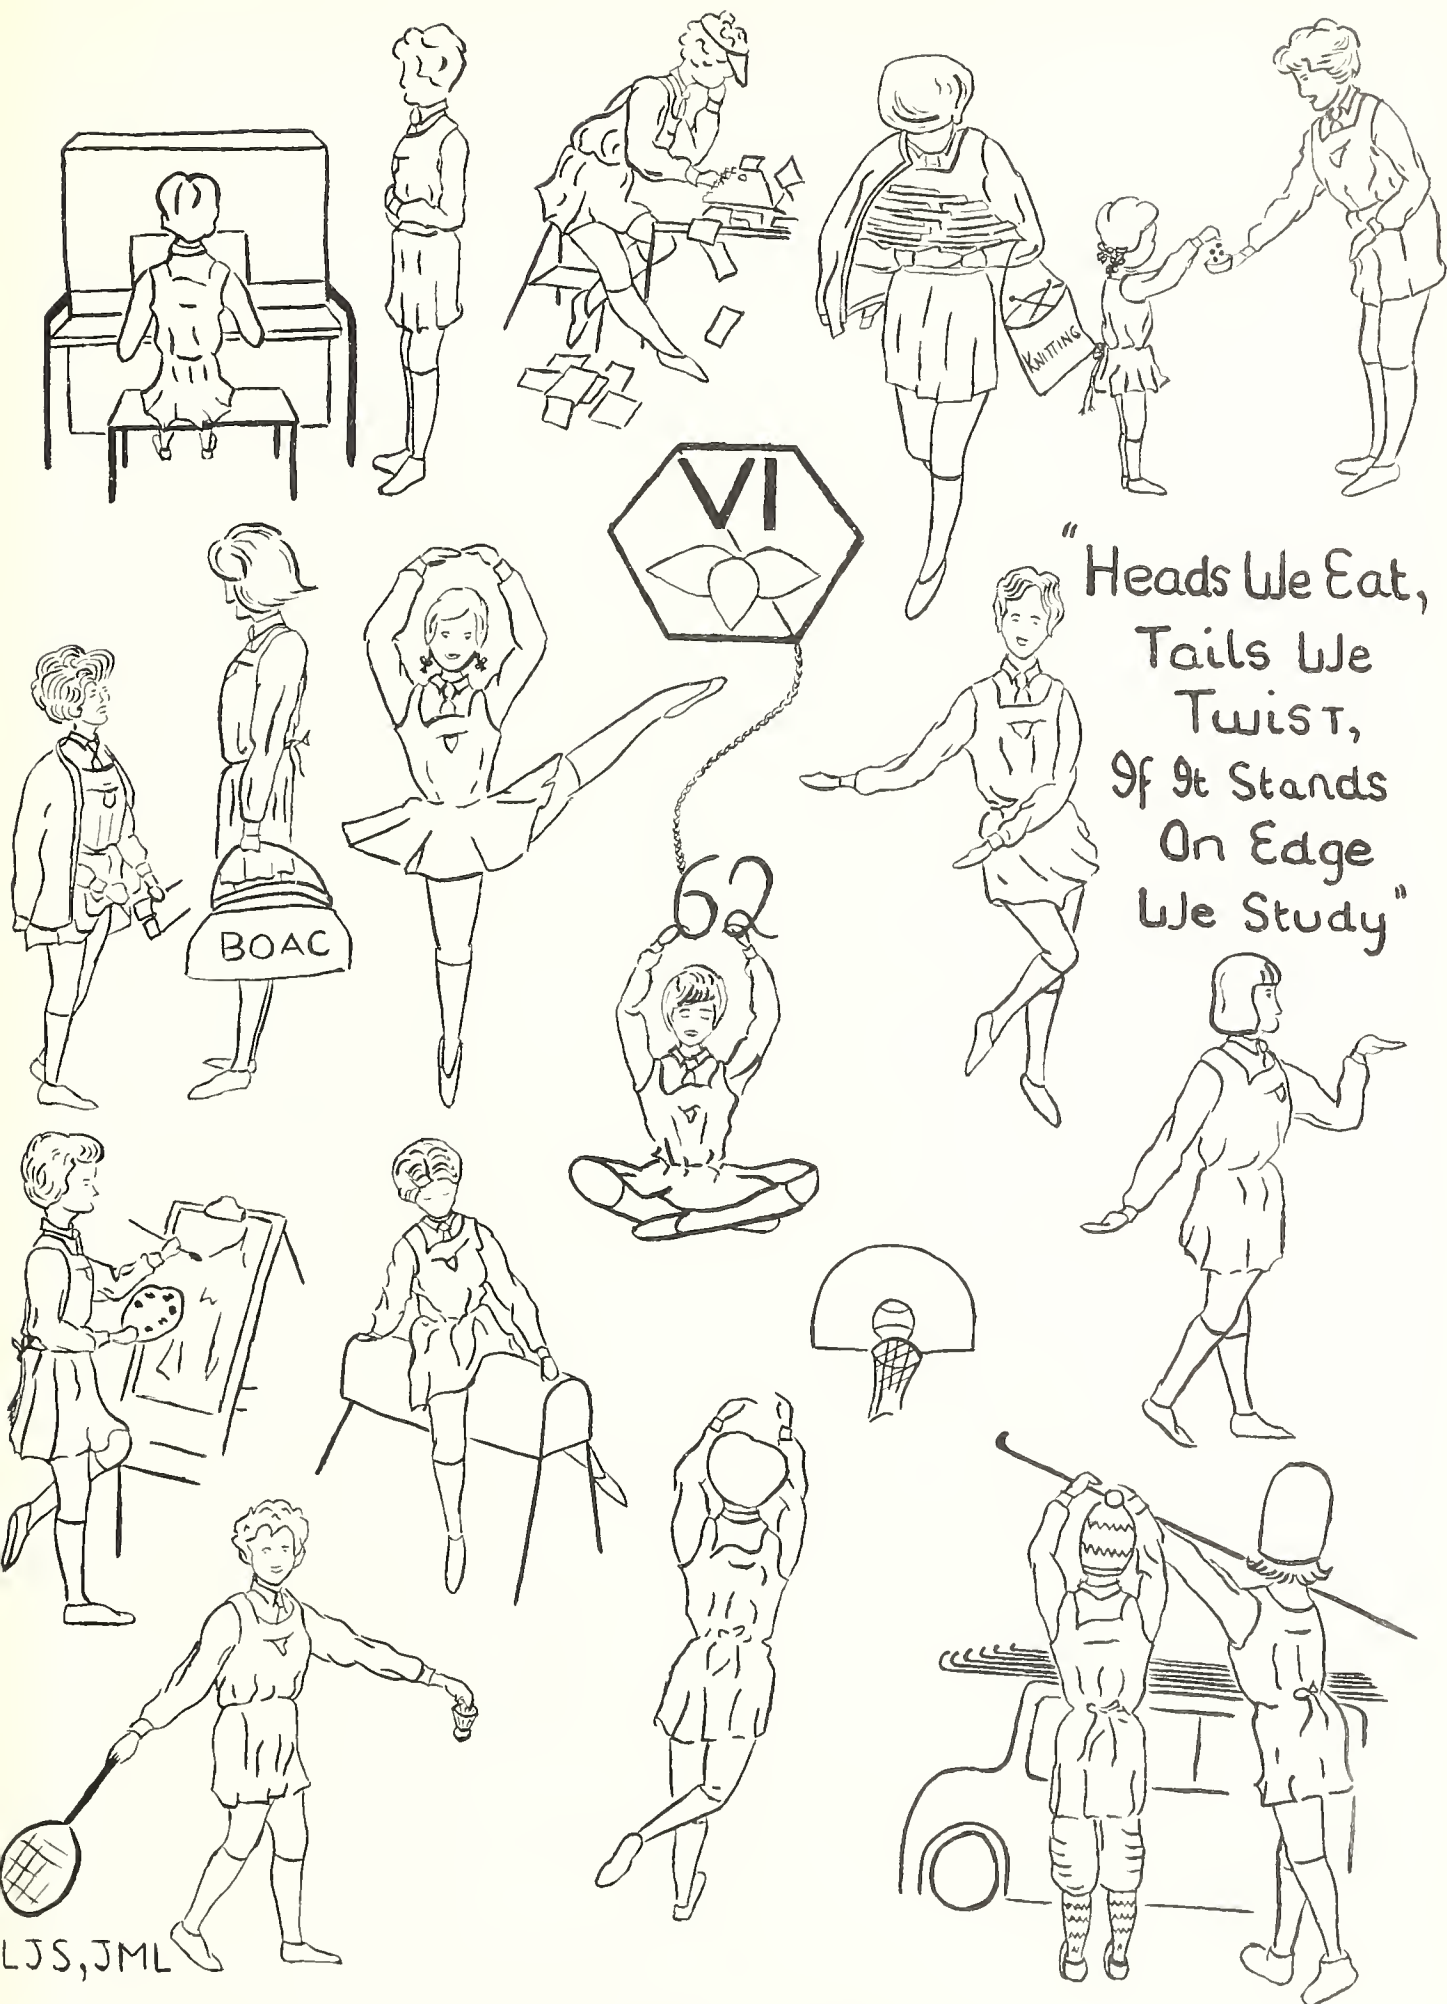 KNITTING
VI
"Heads We Eat,
Tails We
Twist,
If It Stands
On Edge
We Study"
BOAC
62
LJS, JML